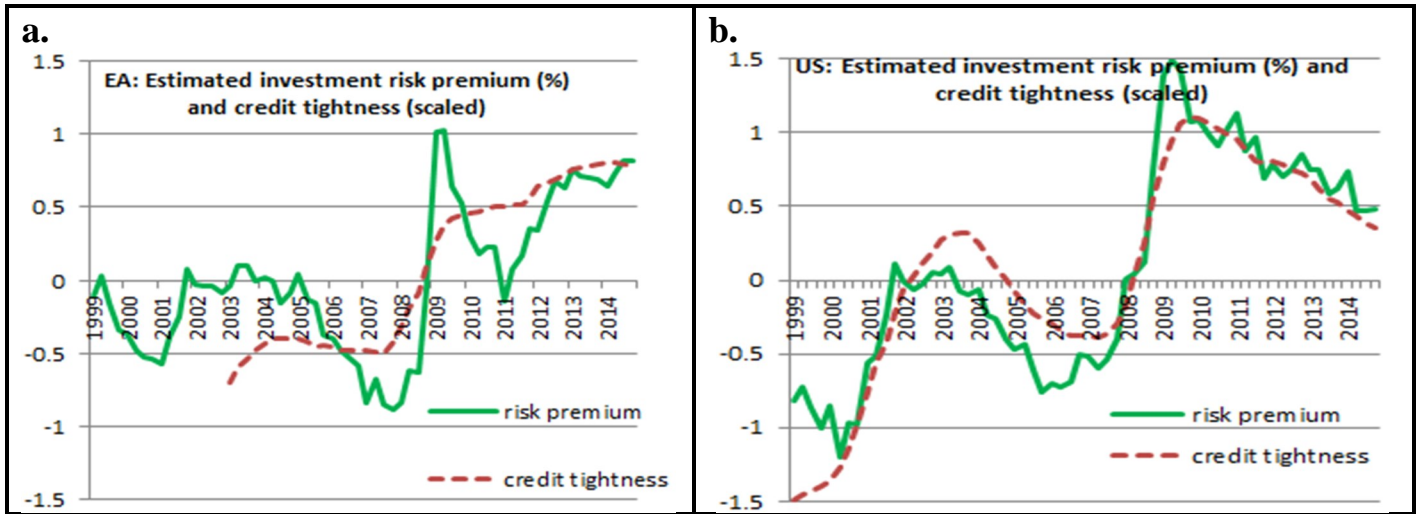 a.
EA: Estimated investment risk premium (%)
and credit tightness (scaled)
1.5
1
0.5
0
-0.5
-1
-1.5
1999 2000 2001 2002 2003 2004 2005 2006 2007 2008 2009 2010 2011 2012 2013 2014
risk premium
credit tightness
b.
US: Estimated investment risk premium (%) and
credit tightness (scaled)
1.5
1
0.5
0
-0.5
-1
-1.5
1999 2000 2001 2002 2003 2004 2005 2006 2007 2008 2009 2010 2011 2012 2013 2014
risk premium
credit tightness